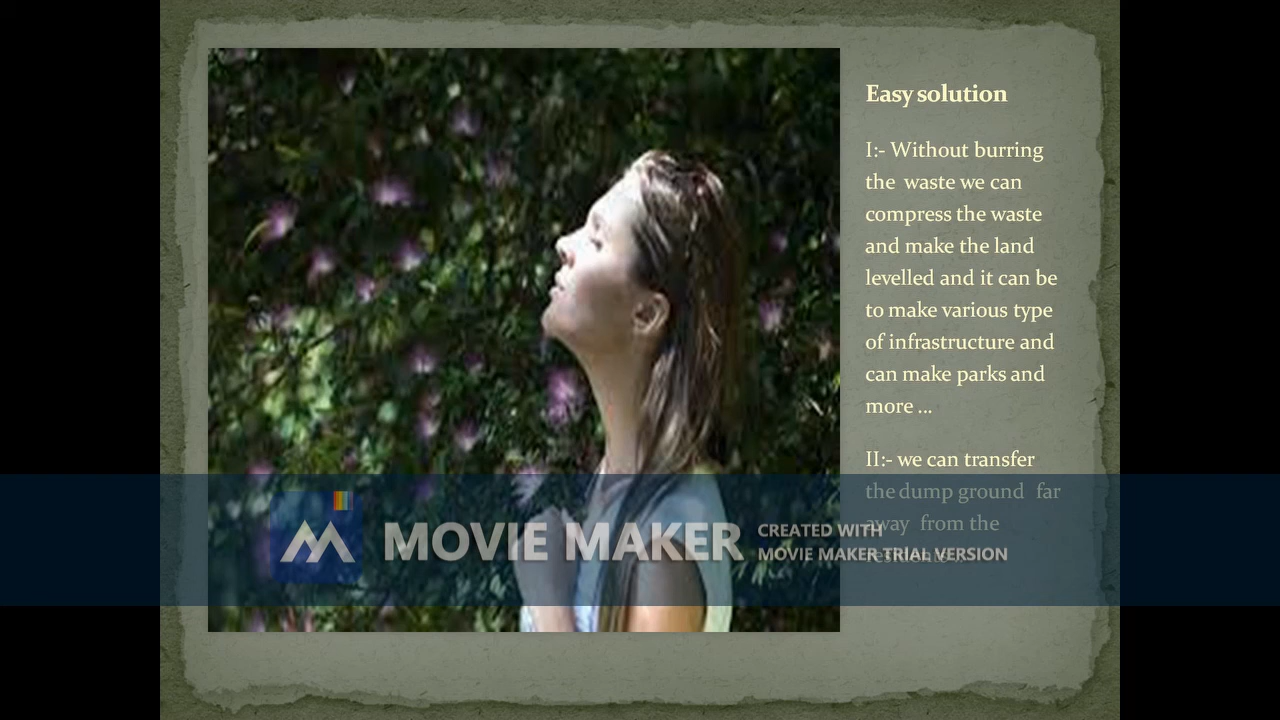 Easy solution
I:- Without burring
the waste we can
compress the waste
and make the land
levelled and it can be
to make various type
of infrastructure and
can make parks and
more ...
II:- we can transfer
the dump ground far
away from the
MOVIE MAKER
CREATED WITH
MOVIE MAKER TRIAL VERSION